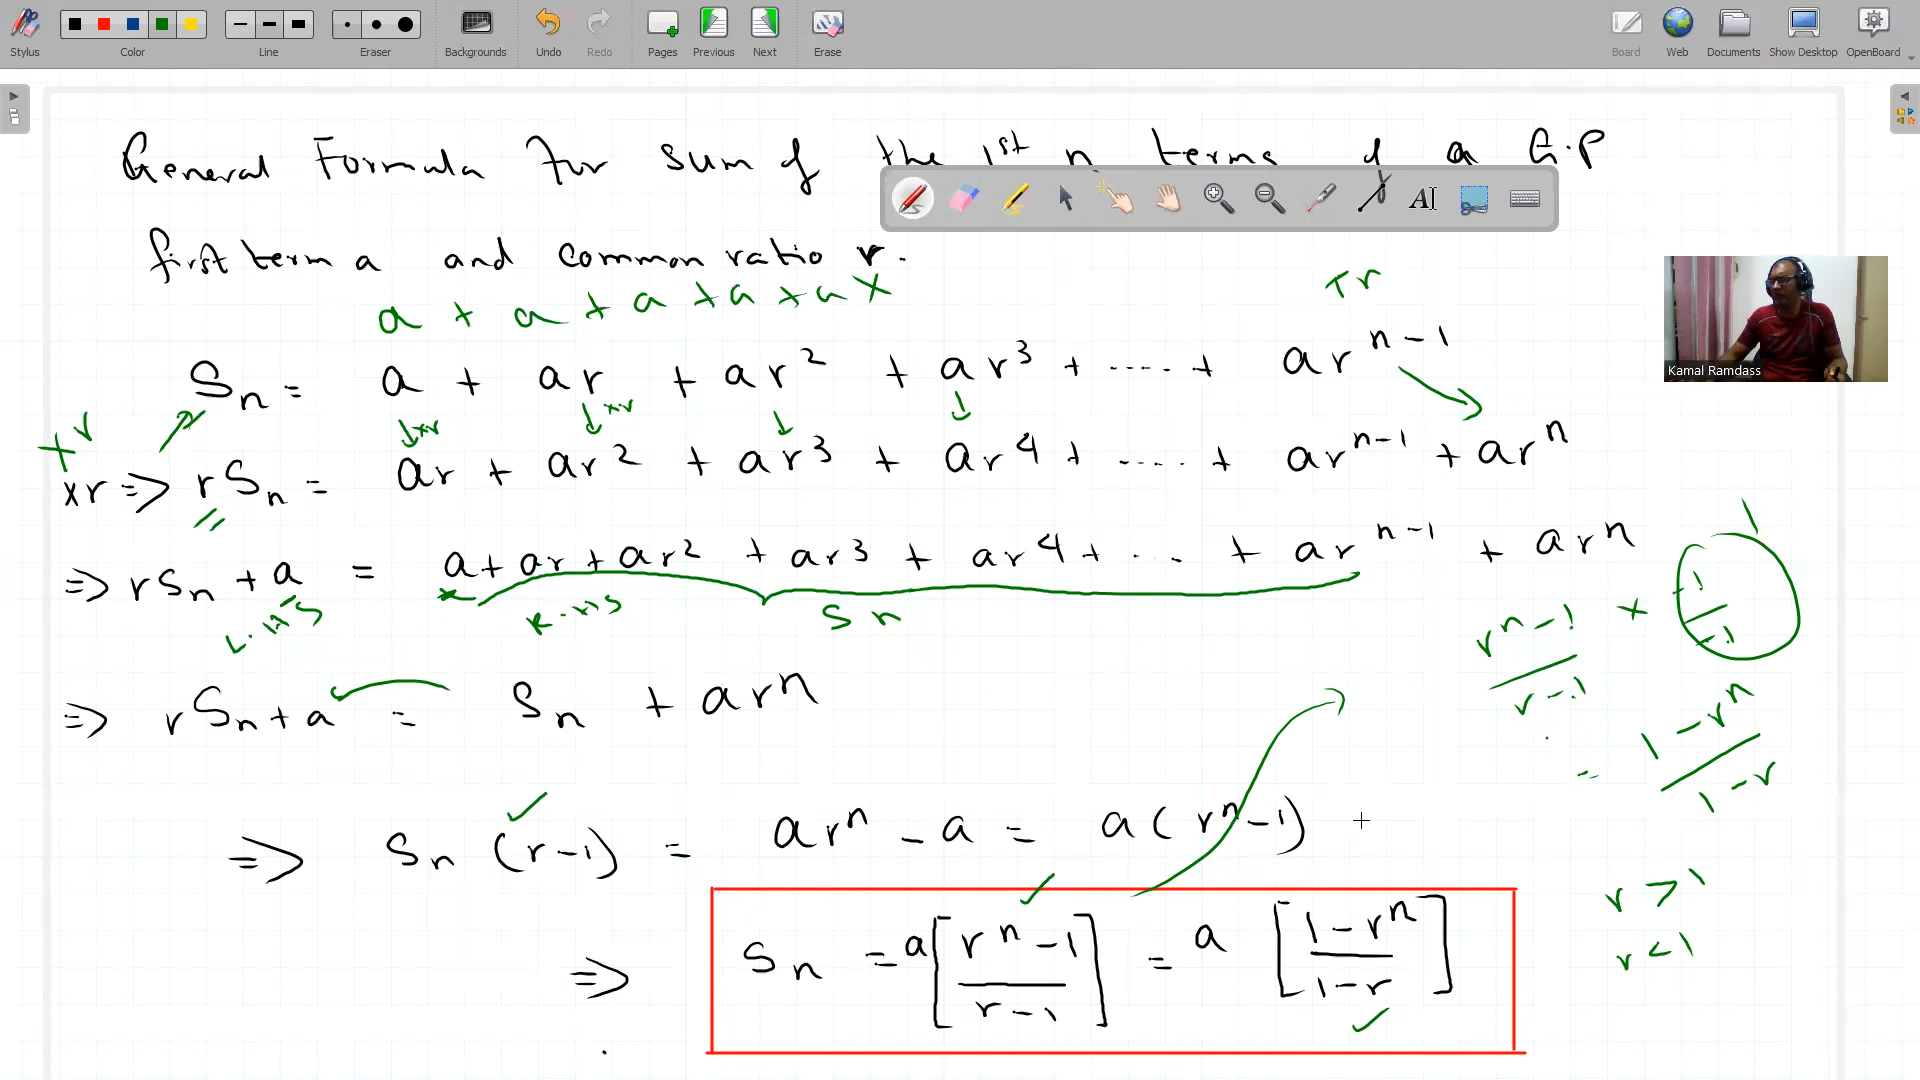 Stylus Color Line Eraser Backgrounds Undo Redo Pages Previous Next Erase Board Web Documents Show Desktop OpenBoard
General Formula for sum of the 1st n terms of a G.P
first term a and common ratio r.
a + a + a + a + a ×
× r
Sₙ = a + ar + ar² + ar³ + ..... + arⁿ⁻¹
×r ×r ×r
×r => rSₙ = ar + ar² + ar³ + ar⁴ + ..... + arⁿ⁻¹ + arⁿ
=> rSₙ + a = a + ar + ar² + ar³ + ar⁴ + ... + arⁿ⁻¹ + arⁿ
L.H.S R.H.S Sₙ
=> rSₙ + a = Sₙ + arⁿ
=> Sₙ (r-1) = arⁿ - a = a(rⁿ-1)
=> Sₙ = a[(rⁿ-1)/(r-1)] = a[(1-rⁿ)/(1-r)]
1
(rⁿ-1)/(r-1) × -1/-1
= (1-rⁿ)/(1-r)
r > 1
r < 1
Kamal Ramdass